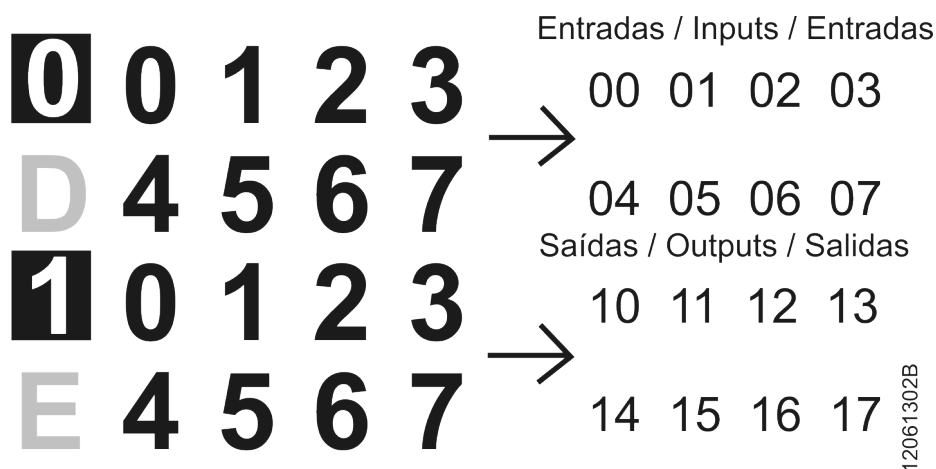 0 0 1 2 3
D 4 5 6 7
1 0 1 2 3
E 4 5 6 7
Entradas / Inputs / Entradas
00 01 02 03
04 05 06 07
Saídas / Outputs / Salidas
10 11 12 13
14 15 16 17
12061302B